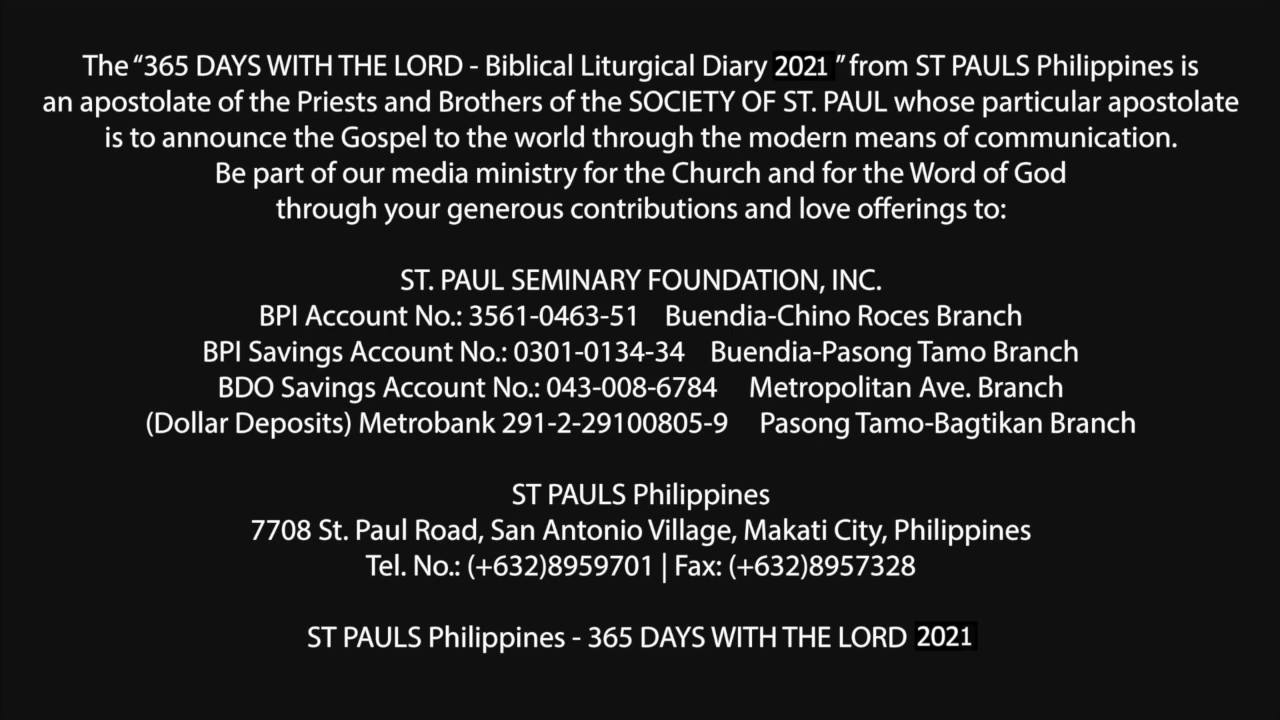 The “365 DAYS WITH THE LORD - Biblical Liturgical Diary 2021 ” from ST PAULS Philippines is
an apostolate of the Priests and Brothers of the SOCIETY OF ST. PAUL whose particular apostolate
is to announce the Gospel to the world through the modern means of communication.
Be part of our media ministry for the Church and for the Word of God
through your generous contributions and love offerings to:
ST. PAUL SEMINARY FOUNDATION, INC.
BPI Account No.: 3561-0463-51 Buendia-Chino Roces Branch
BPI Savings Account No.: 0301-0134-34 Buendia-Pasong Tamo Branch
BDO Savings Account No.: 043-008-6784 Metropolitan Ave. Branch
(Dollar Deposits) Metrobank 291-2-29100805-9 Pasong Tamo-Bagtikan Branch
ST PAULS Philippines
7708 St. Paul Road, San Antonio Village, Makati City, Philippines
Tel. No.: (+632)8959701 | Fax: (+632)8957328
ST PAULS Philippines - 365 DAYS WITH THE LORD 2021